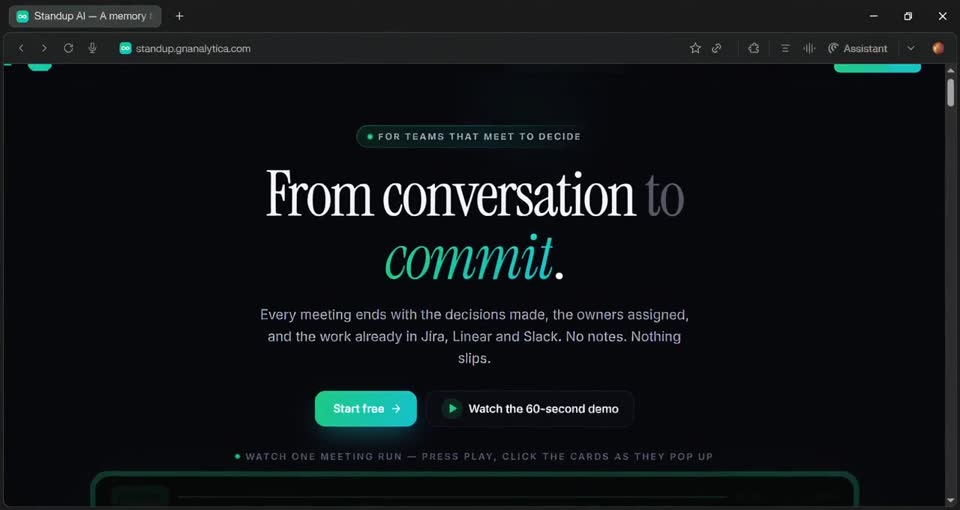 Standup AI — A memory
standup.gnanalytica.com
Assistant
FOR TEAMS THAT MEET TO DECIDE
From conversation to
commit.
Every meeting ends with the decisions made, the owners assigned,
and the work already in Jira, Linear and Slack. No notes. Nothing
slips.
Start free →
Watch the 60-second demo
WATCH ONE MEETING RUN — PRESS PLAY, CLICK THE CARDS AS THEY POP UP